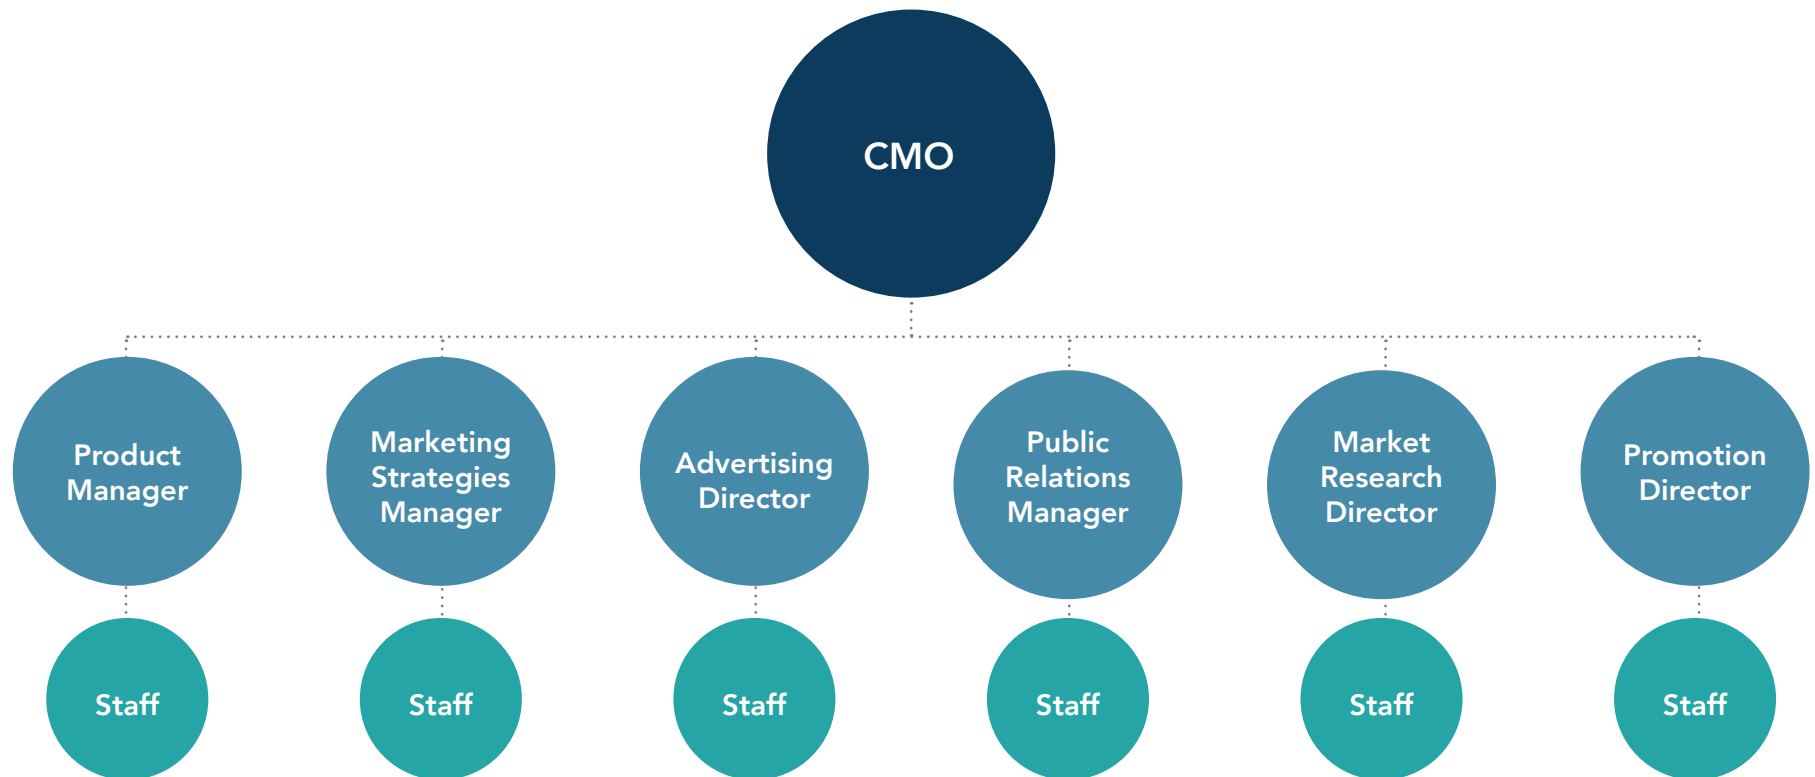 CMO
Product
Manager
Marketing
Strategies
Manager
Advertising
Director
Public
Relations
Manager
Market
Research
Director
Promotion
Director
Staff
Staff
Staff
Staff
Staff
Staff